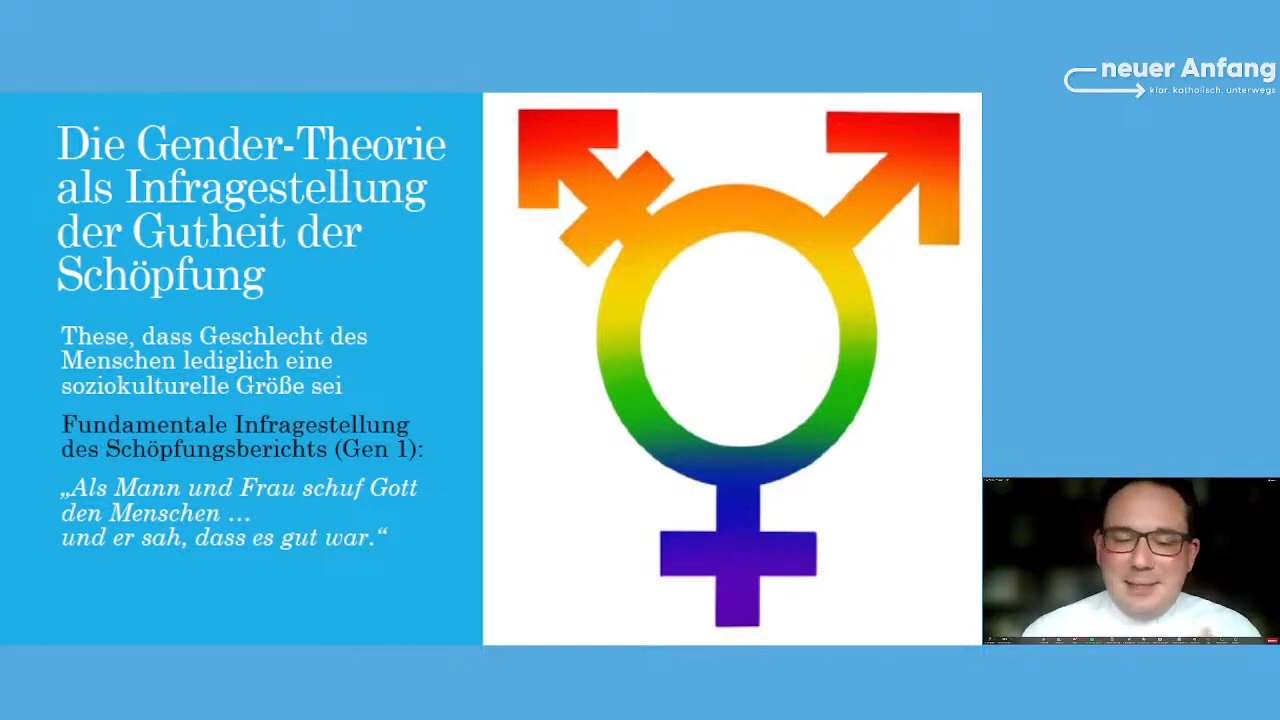 neuer Anfang
klar. katholisch. unterwegs
Die Gender-Theorie
als Infragestellung
der Gutheit der
Schöpfung
These, dass Geschlecht des
Menschen lediglich eine
soziokulturelle Größe sei
Fundamentale Infragestellung
des Schöpfungsberichts (Gen 1):
„Als Mann und Frau schuf Gott
den Menschen …
und er sah, dass es gut war.“